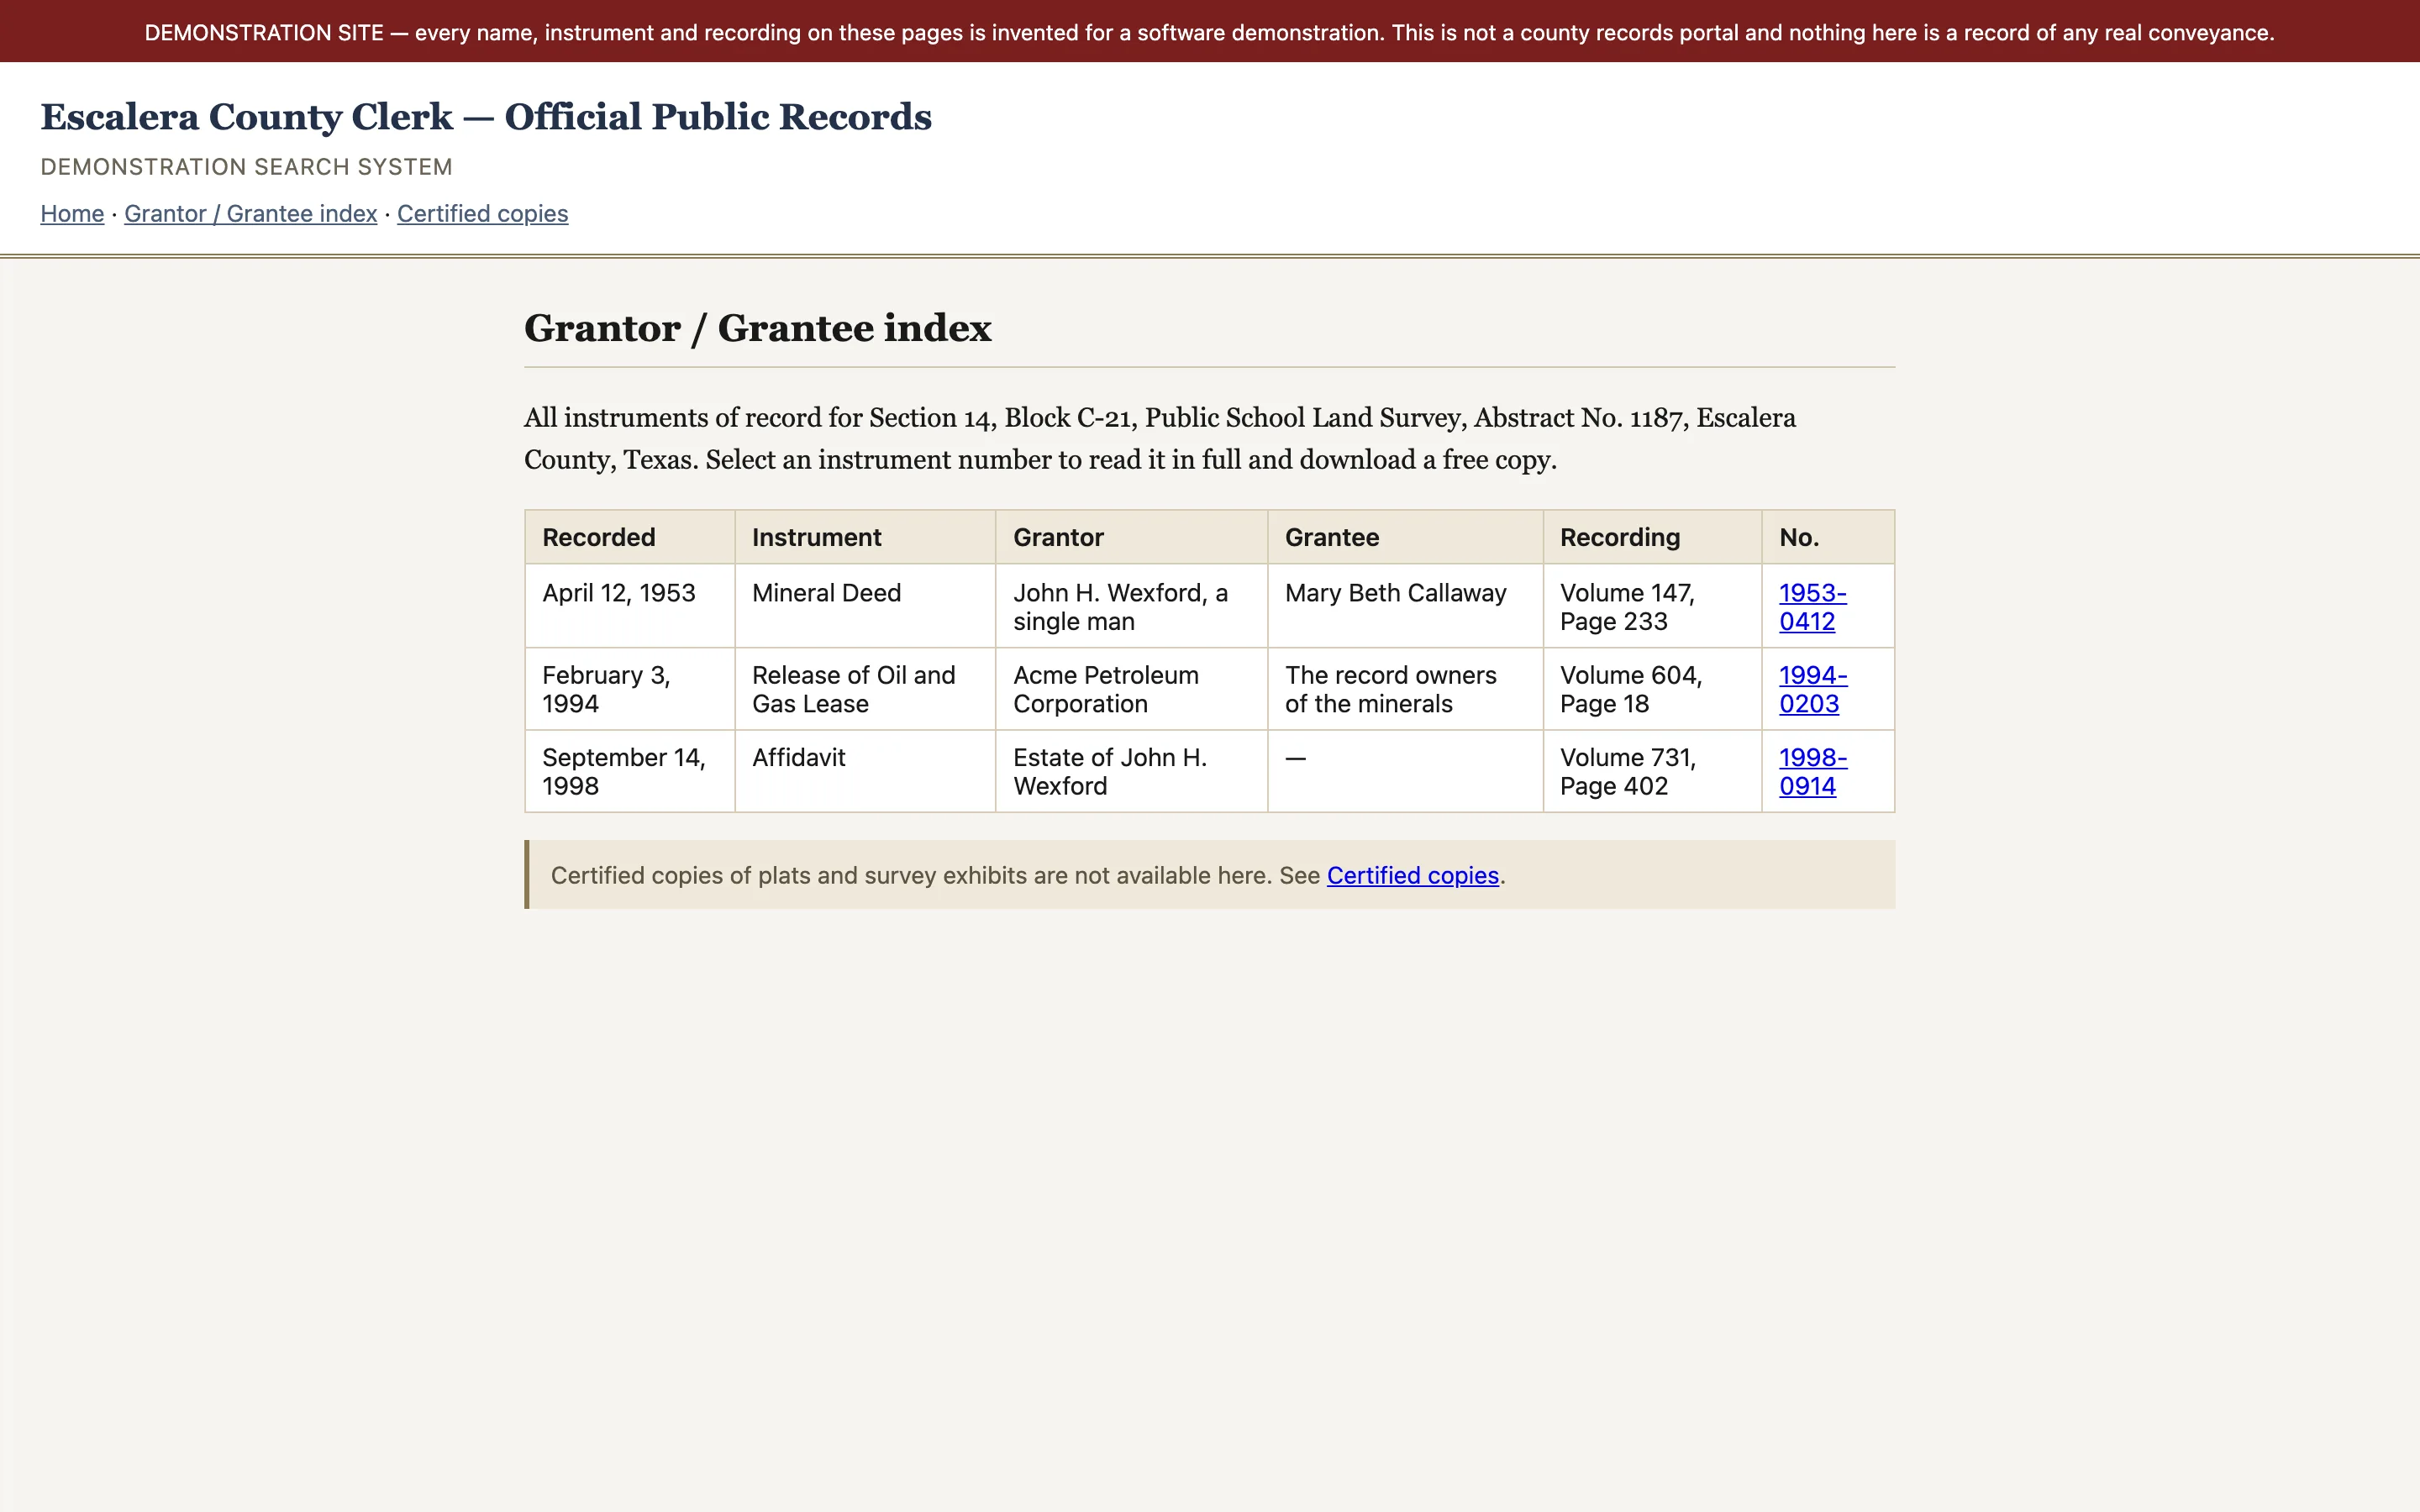 DEMONSTRATION SITE — every name, instrument and recording on these pages is invented for a software demonstration. This is not a county records portal and nothing here is a record of any real conveyance.
Escalera County Clerk — Official Public Records
DEMONSTRATION SEARCH SYSTEM
Home · Grantor / Grantee index · Certified copies
Grantor / Grantee index
All instruments of record for Section 14, Block C-21, Public School Land Survey, Abstract No. 1187, Escalera
County, Texas. Select an instrument number to read it in full and download a free copy.
Recorded Instrument Grantor Grantee Recording No.
April 12, 1953 Mineral Deed John H. Wexford, a Mary Beth Callaway Volume 147, 1953-
single man Page 233 0412
February 3, Release of Oil and Acme Petroleum The record owners Volume 604, 1994-
1994 Gas Lease Corporation of the minerals Page 18 0203
September 14, Affidavit Estate of John H. — Volume 731, 1998-
1998 Wexford Page 402 0914
Certified copies of plats and survey exhibits are not available here. See Certified copies.